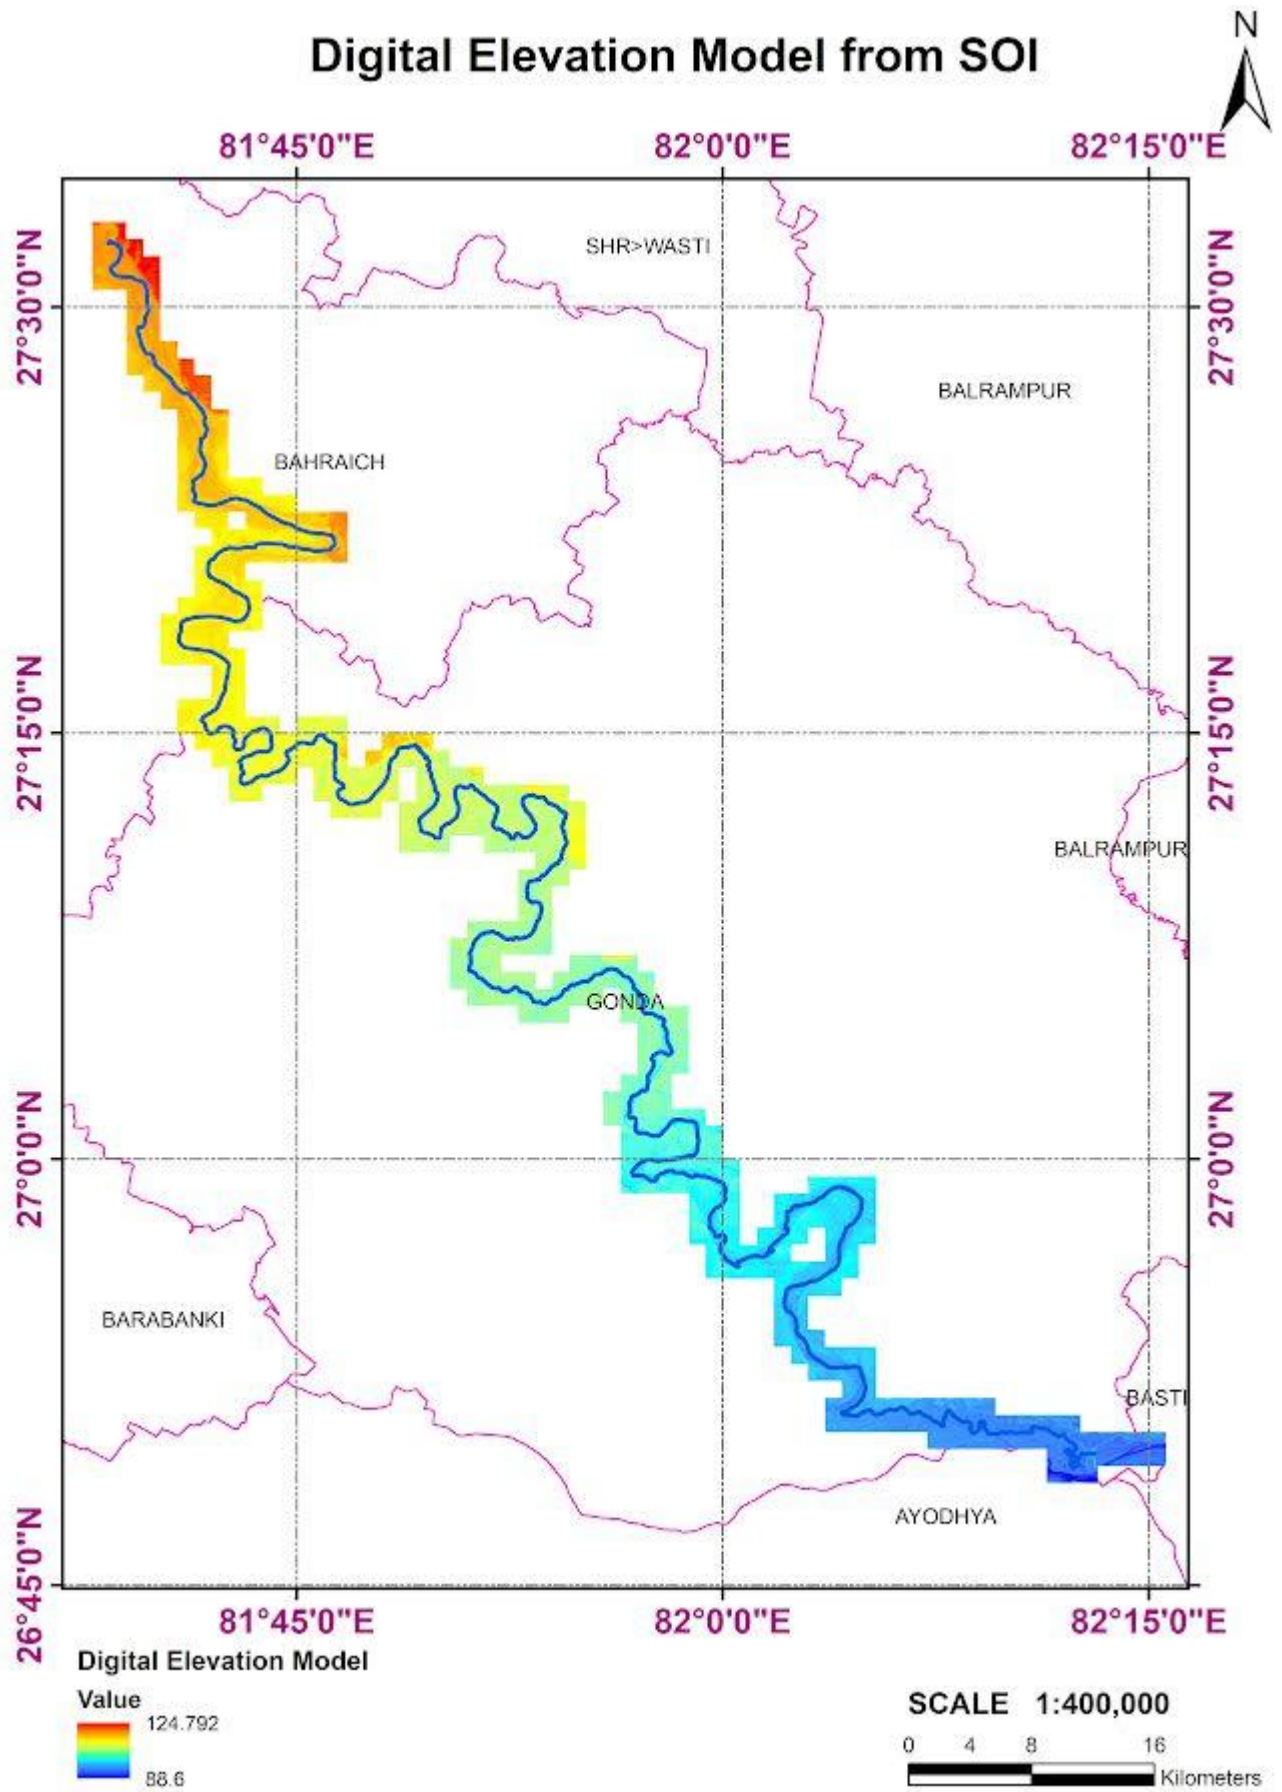 N
Digital Elevation Model from SOI
81°45'0"E 82°0'0"E 82°15'0"E
27°30'0"N 27°30'0"N
SHR>WASTI
BALRAMPUR
BAHRAICH
27°15'0"N 27°15'0"N
BALRAMPUR
GONDA
27°0'0"N 27°0'0"N
BARABANKI
BASTI
AYODHYA
26°45'0"N
81°45'0"E 82°0'0"E 82°15'0"E
Digital Elevation Model
Value
124.792
88.6
SCALE 1:400,000
0 4 8 16
Kilometers